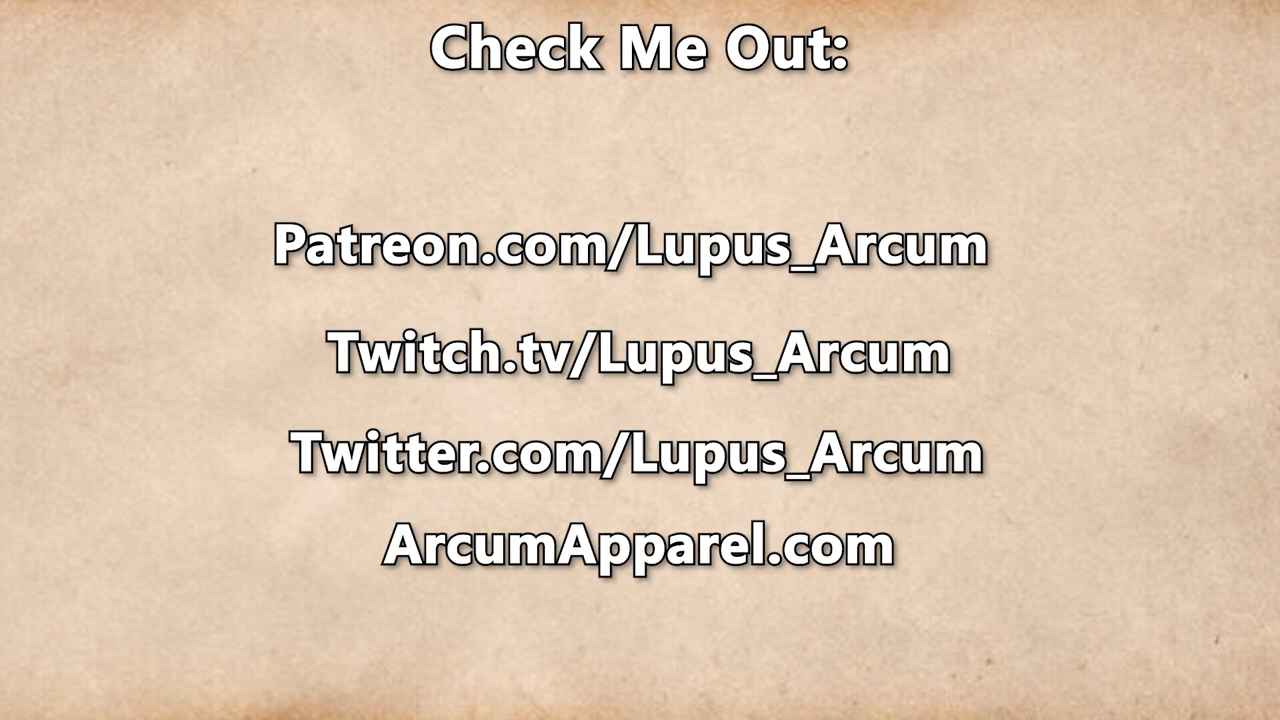 Check Me Out:
Patreon.com/Lupus_Arcum
Twitch.tv/Lupus_Arcum
Twitter.com/Lupus_Arcum
ArcumApparel.com